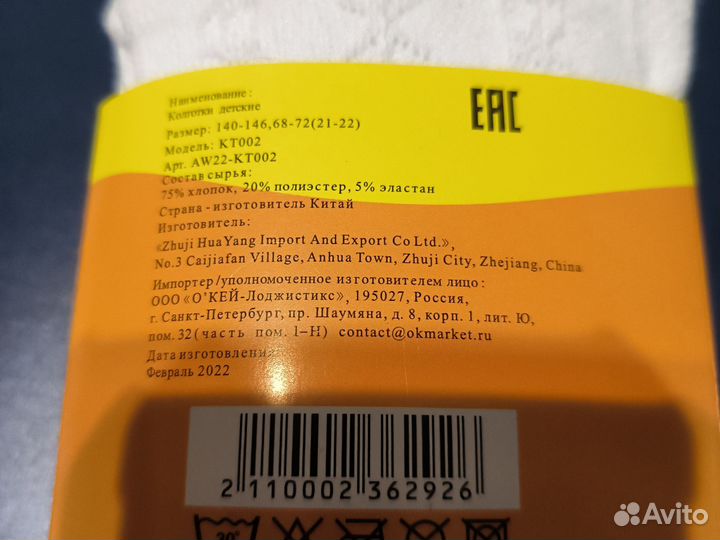 Наименование:
Колготки детские
EAC
Размер: 140-146,68-72(21-22)
Модель: KT002
Арт. AW22-KT002
Состав сырья:
75% хлопок, 20% полиэстер, 5% эластан
Страна - изготовитель Китай
Изготовитель:
«Zhuji HuaYang Import And Export Co Ltd.»,
No.3 Caijiafan Village, Anhua Town, Zhuji City, Zhejiang, China
Импортер/уполномоченное изготовителем лицо:
ООО «О'КЕЙ-Лоджистикс», 195027, Россия,
г. Санкт-Петербург, пр. Шаумяна, д. 8, корп. 1, лит. Ю,
пом. 32 (часть пом. 1-Н) contact@okmarket.ru
Дата изготовления:
Февраль 2022
2 110002 362926
30°
Avito